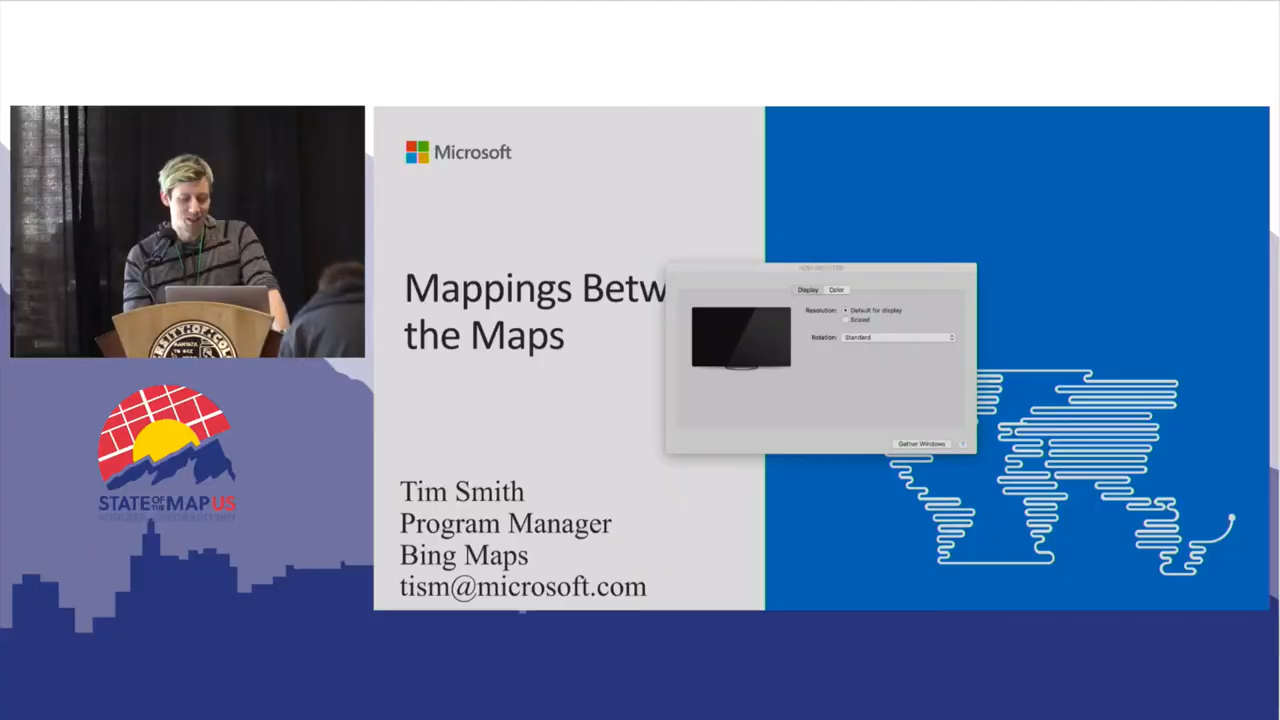 Microsoft
Mappings Betw
the Maps
Display Color
Resolution: Default for display
Scaled
Rotation: Standard
Gather Windows ?
Tim Smith
Program Manager
Bing Maps
tism@microsoft.com
STATE OF THE MAP US